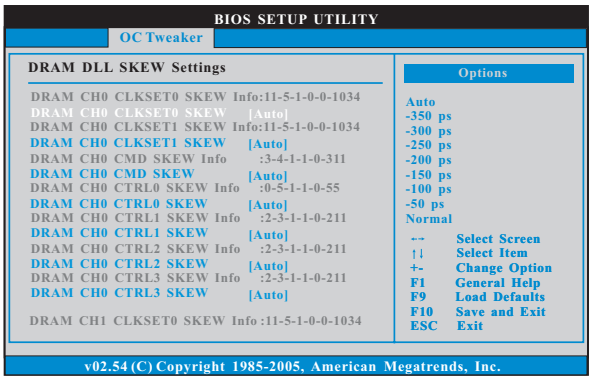 BIOS SETUP UTILITY
OC Tweaker
DRAM DLL SKEW Settings
DRAM CH0 CLKSET0 SKEW Info:11-5-1-0-0-1034
DRAM CH0 CLKSET0 SKEW [Auto]
DRAM CH0 CLKSET1 SKEW Info:11-5-1-0-0-1034
DRAM CH0 CLKSET1 SKEW [Auto]
DRAM CH0 CMD SKEW Info :3-4-1-1-0-311
DRAM CH0 CMD SKEW [Auto]
DRAM CH0 CTRL0 SKEW Info :0-5-1-1-0-55
DRAM CH0 CTRL0 SKEW [Auto]
DRAM CH0 CTRL1 SKEW Info :2-3-1-1-0-211
DRAM CH0 CTRL1 SKEW [Auto]
DRAM CH0 CTRL2 SKEW Info :2-3-1-1-0-211
DRAM CH0 CTRL2 SKEW [Auto]
DRAM CH0 CTRL3 SKEW Info :2-3-1-1-0-211
DRAM CH0 CTRL3 SKEW [Auto]
DRAM CH1 CLKSET0 SKEW Info :11-5-1-0-0-1034
Options
Auto
-350 ps
-300 ps
-250 ps
-200 ps
-150 ps
-100 ps
-50 ps
Normal
←→ Select Screen
↑↓ Select Item
+- Change Option
F1 General Help
F9 Load Defaults
F10 Save and Exit
ESC Exit
v02.54 (C) Copyright 1985-2005, American Megatrends, Inc.